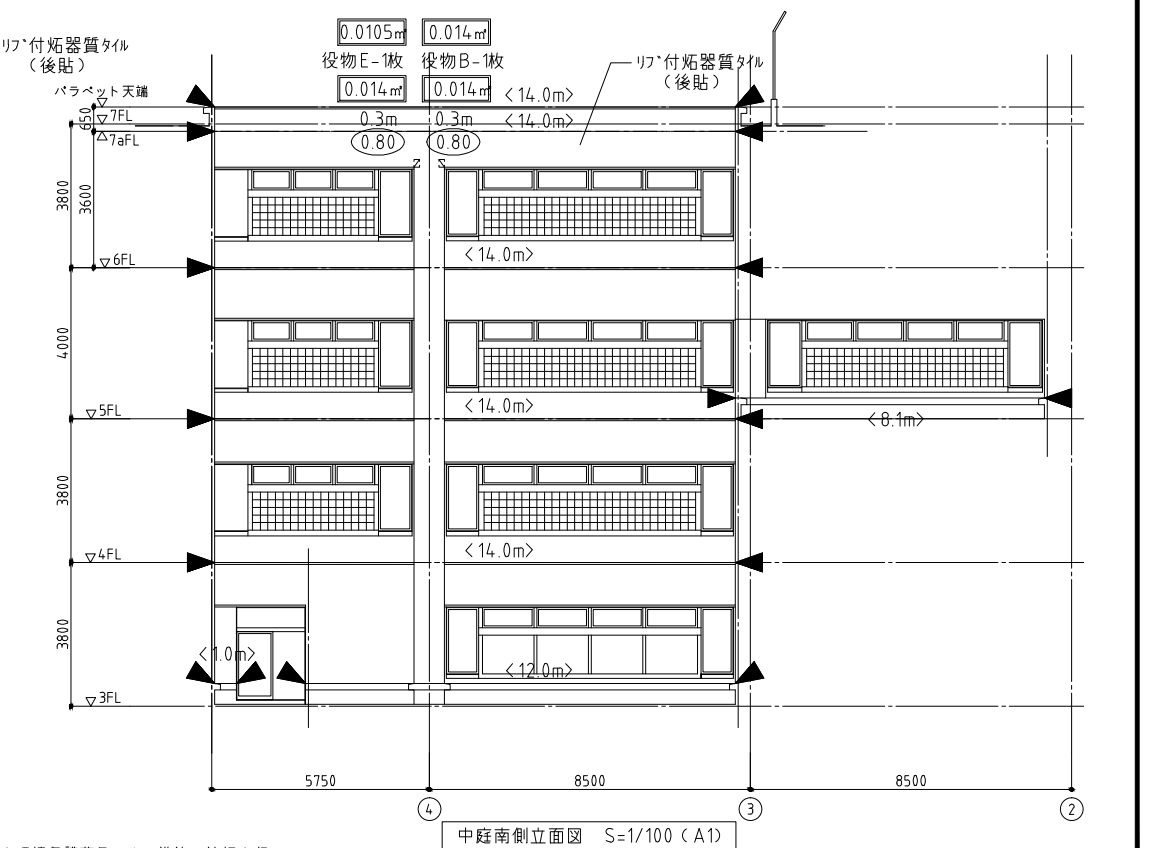 0.0105㎡ 0.014㎡
役物E-1枚 役物B-1枚
0.014㎡ 0.014㎡
ﾘﾌﾞ付炻器質ﾀｲﾙ
（後貼）
ﾘﾌﾞ付炻器質ﾀｲﾙ
（後貼）
パラペット天端
<14.0m>
650
7FL
0.3m 0.3m <14.0m>
7aFL
0.80 0.80
3800
3600
<14.0m>
6FL
4000
<14.0m>
5FL
<8.1m>
3800
<14.0m>
4FL
3800
<1.0m>
<12.0m>
3FL
5750 8500 8500
4 3 2
中庭南側立面図 S=1/100（A1）